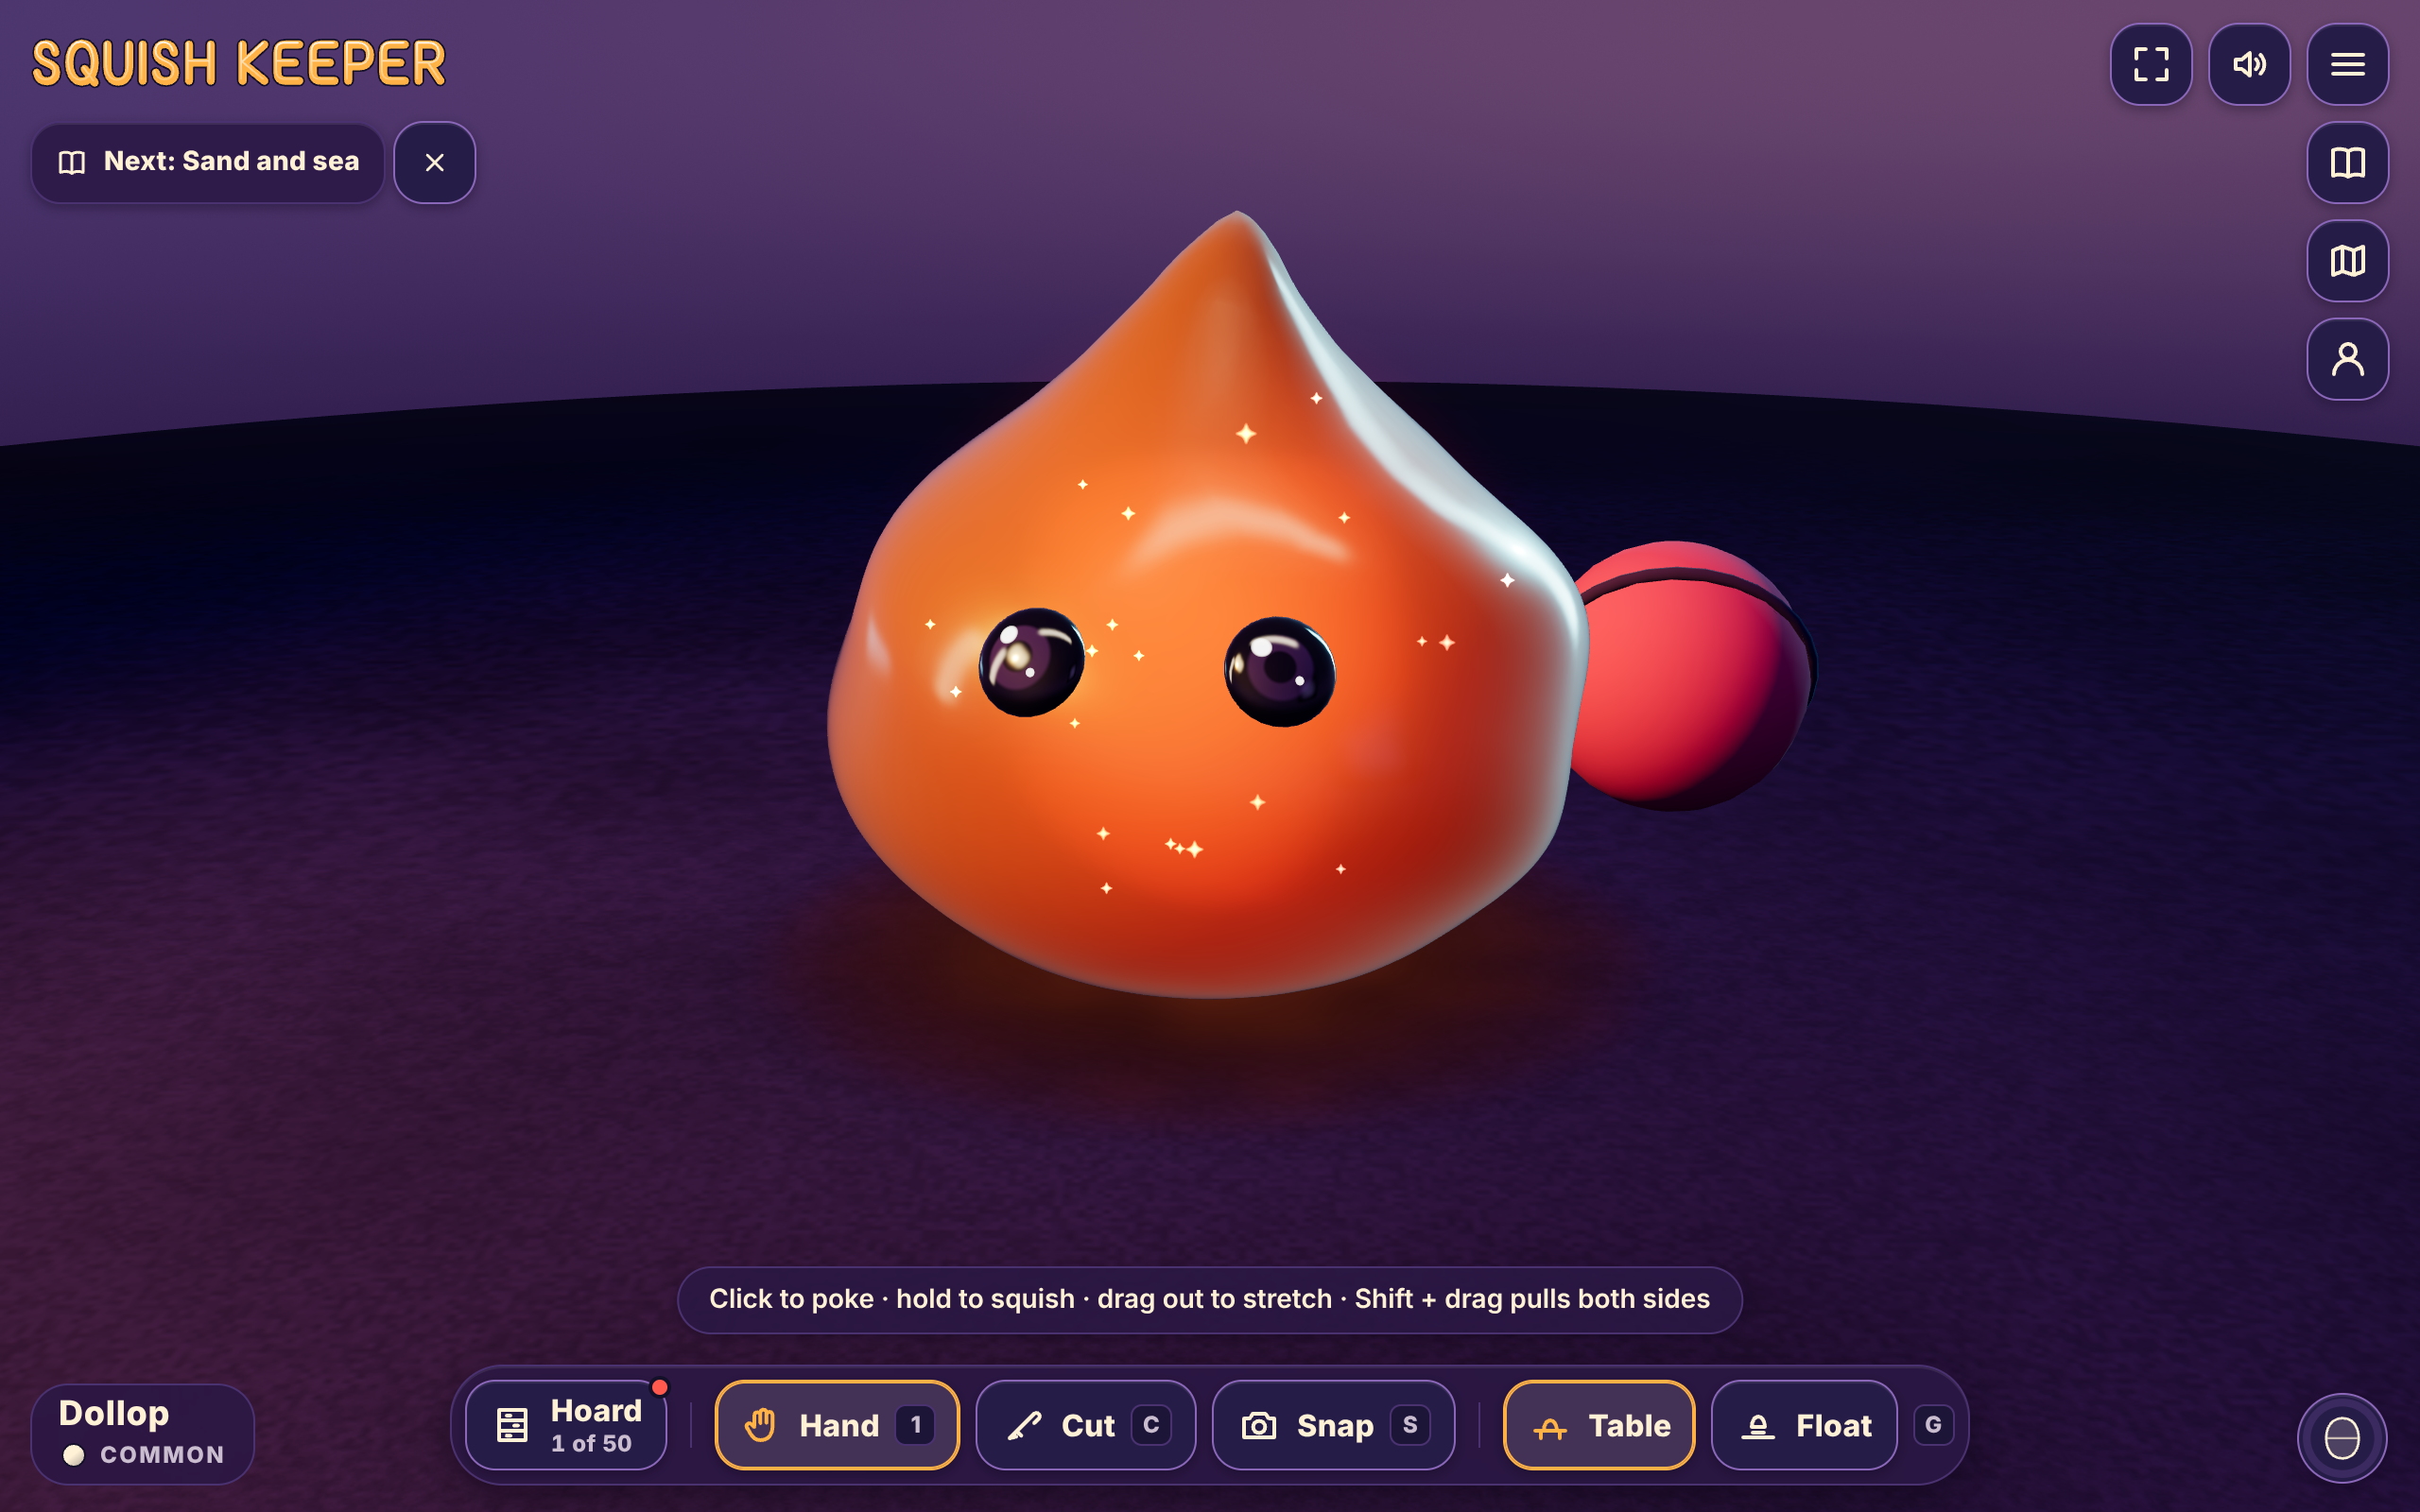 SQUISH KEEPER
Next: Sand and sea
Click to poke · hold to squish · drag out to stretch · Shift + drag pulls both sides
Dollop
COMMON
Hoard
1 of 50
Hand 1
Cut C
Snap S
Table
Float G